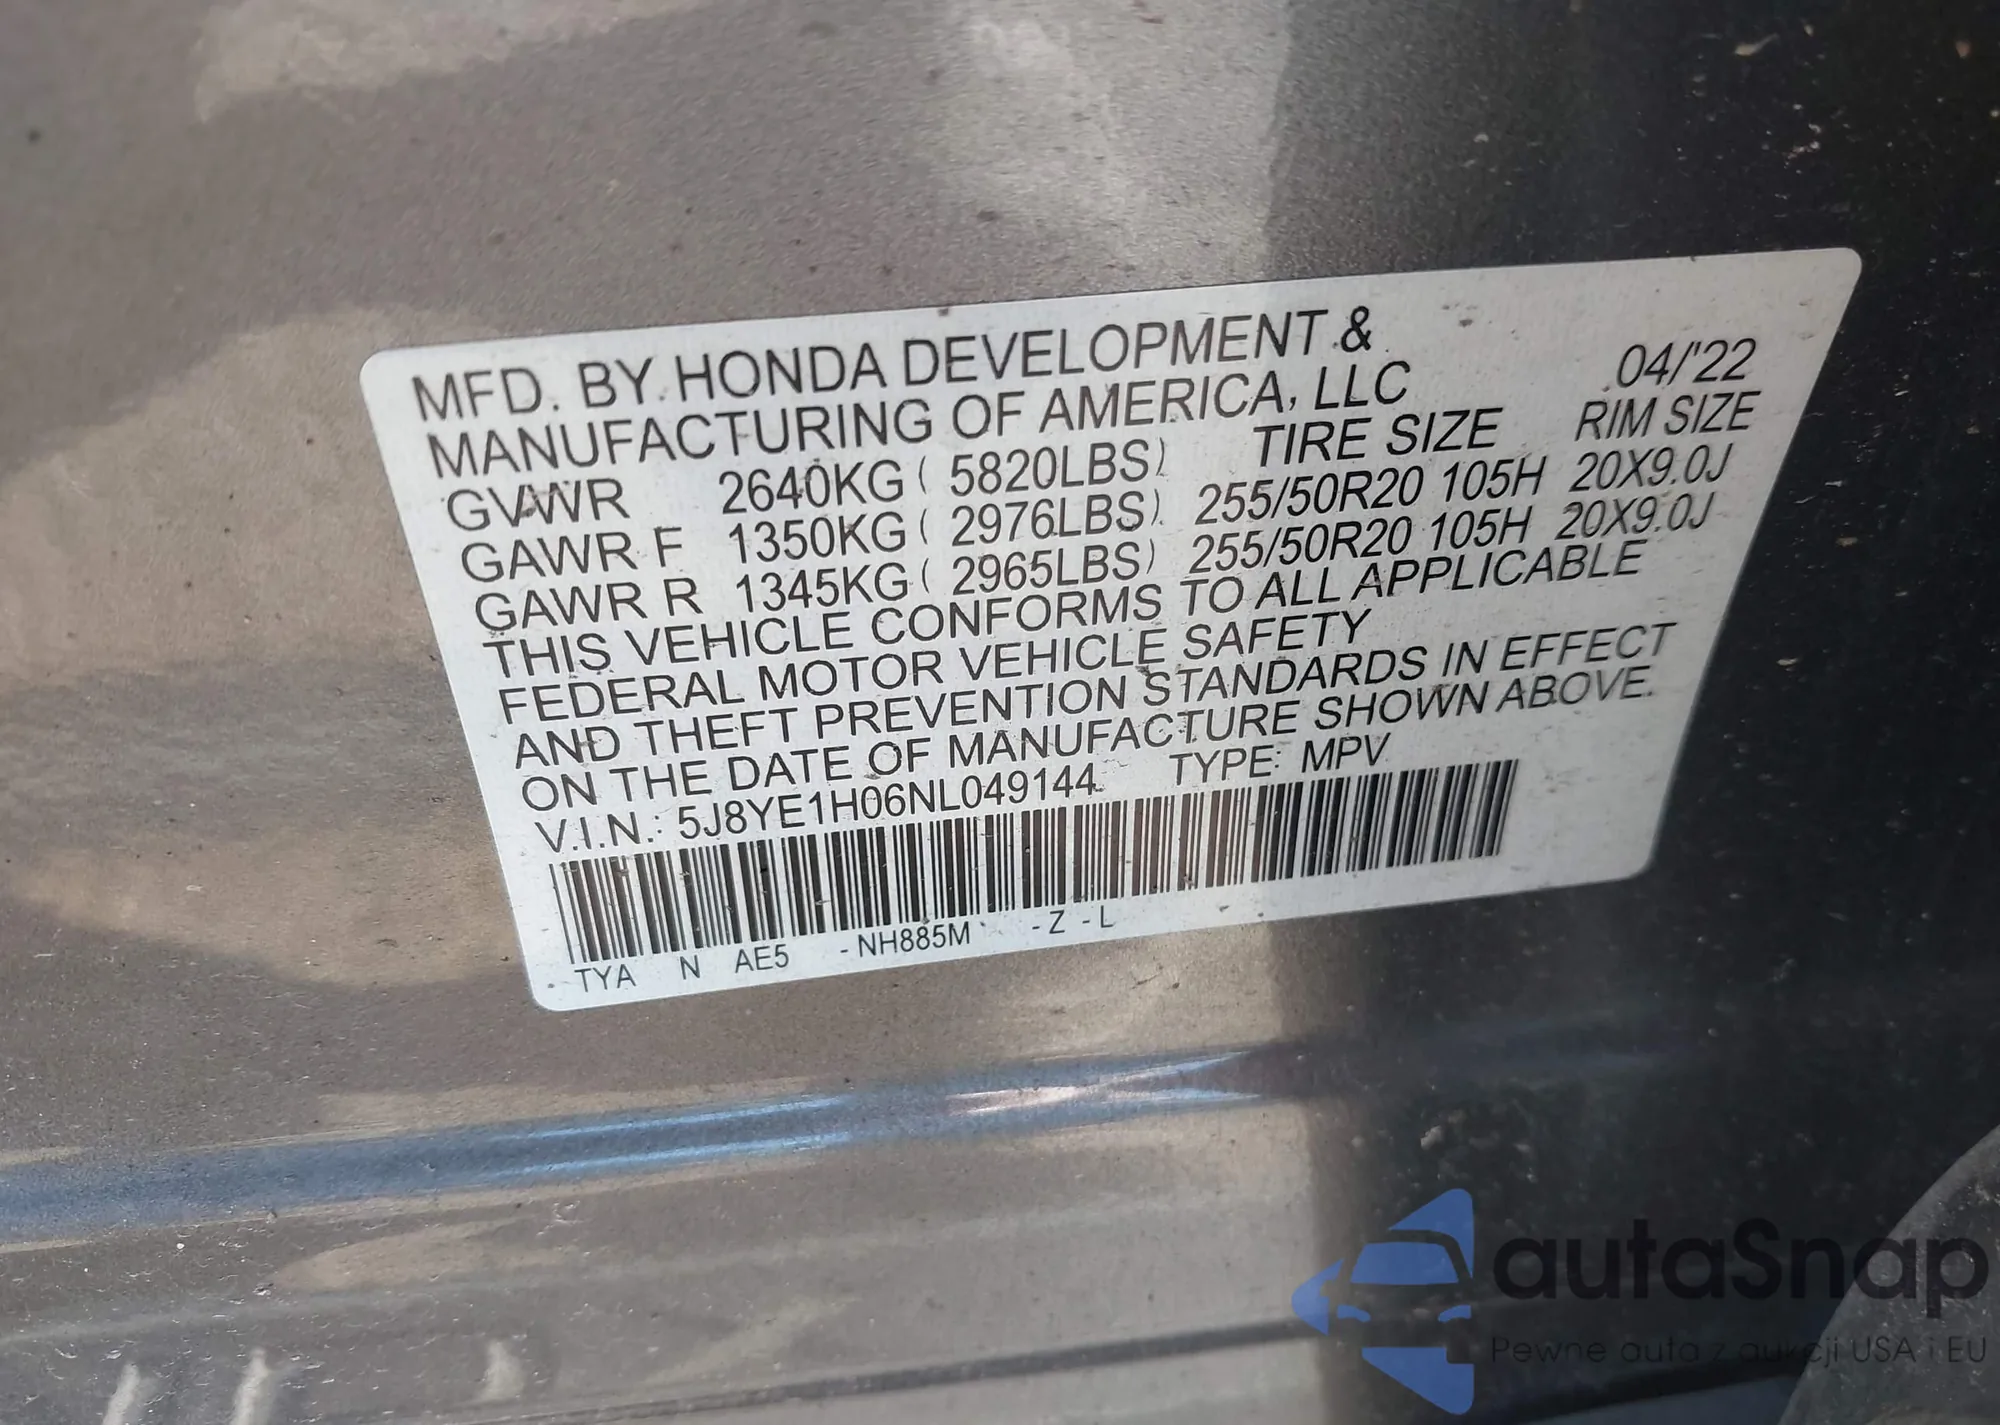 MFD. BY HONDA DEVELOPMENT &
MANUFACTURING OF AMERICA, LLC 04/'22
GVWR 2640KG ( 5820LBS) TIRE SIZE RIM SIZE
GAWR F 1350KG ( 2976LBS) 255/50R20 105H 20X9.0J
GAWR R 1345KG ( 2965LBS) 255/50R20 105H 20X9.0J
THIS VEHICLE CONFORMS TO ALL APPLICABLE
FEDERAL MOTOR VEHICLE SAFETY
AND THEFT PREVENTION STANDARDS IN EFFECT
ON THE DATE OF MANUFACTURE SHOWN ABOVE.
V.I.N.: 5J8YE1H06NL049144 TYPE: MPV
TYA N AE5 -NH885M -Z -L
autaSnap
Pewne auta z aukcji USA i EU